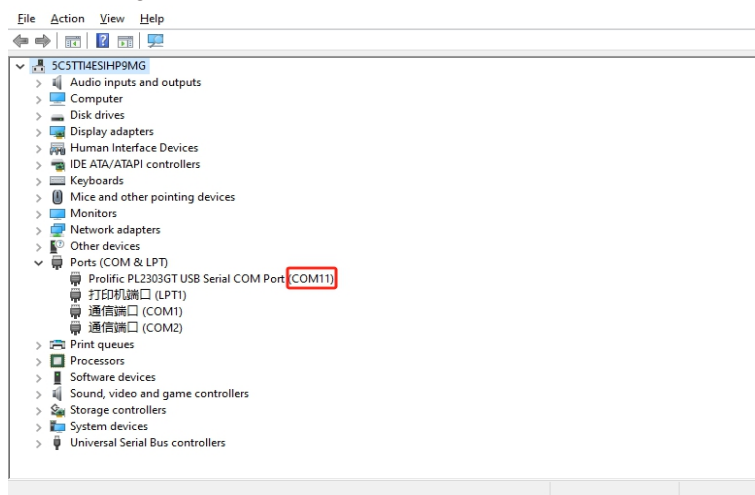 File Action View Help
5C5TTI4ESIHP9MG
Audio inputs and outputs
Computer
Disk drives
Display adapters
Human Interface Devices
IDE ATA/ATAPI controllers
Keyboards
Mice and other pointing devices
Monitors
Network adapters
Other devices
Ports (COM & LPT)
Prolific PL2303GT USB Serial COM Port (COM11)
打印机端口 (LPT1)
通信端口 (COM1)
通信端口 (COM2)
Print queues
Processors
Software devices
Sound, video and game controllers
Storage controllers
System devices
Universal Serial Bus controllers